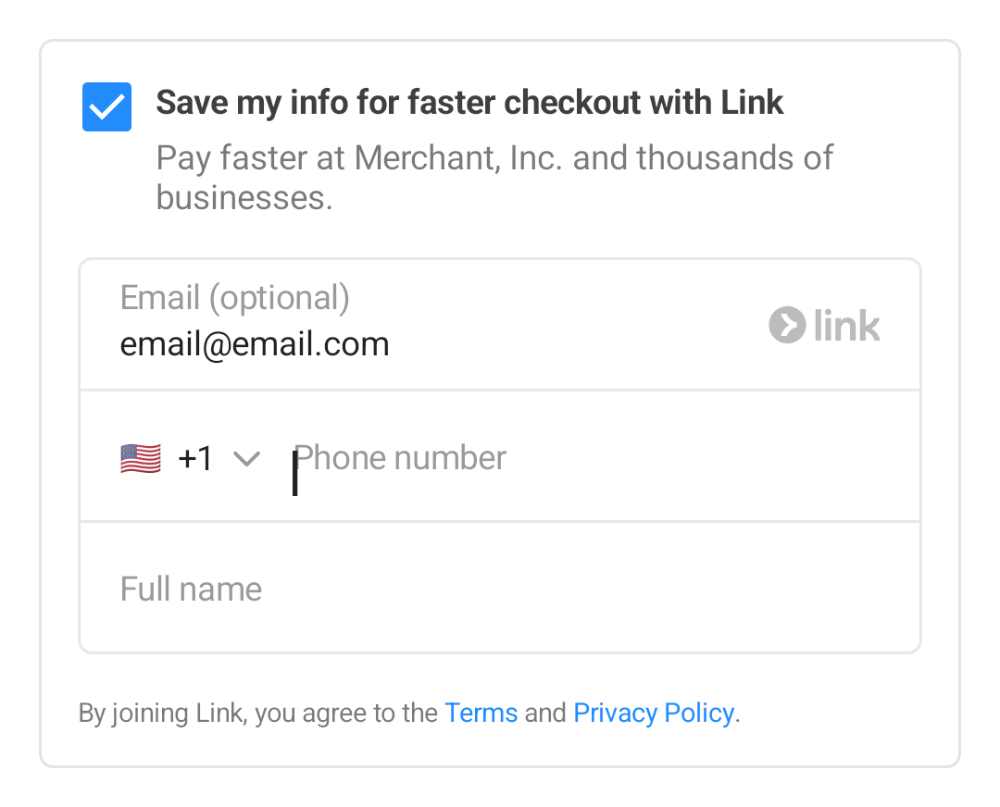 Save my info for faster checkout with Link
Pay faster at Merchant, Inc. and thousands of
businesses.
Email (optional)
email@email.com
link
+1
Phone number
Full name
By joining Link, you agree to the Terms and Privacy Policy.